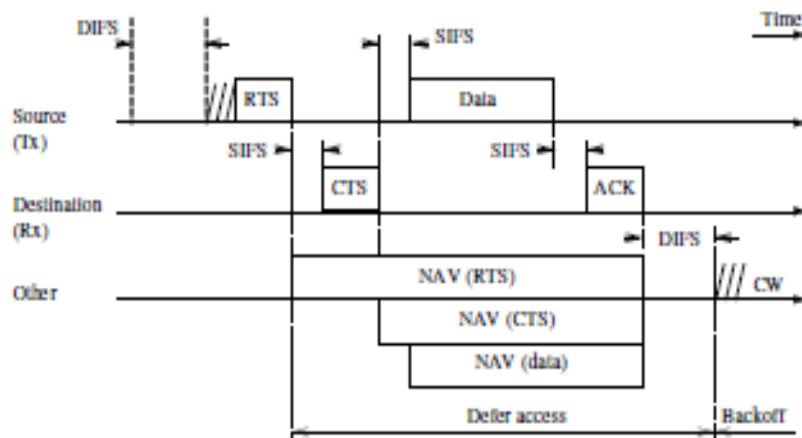 DIFS
SIFS
Time
RTS
Data
Source
(Tx)
SIFS
SIFS
CTS
ACK
Destination
(Rx)
DIFS
NAV (RTS)
CW
Other
NAV (CTS)
NAV (data)
Defer access
Backoff